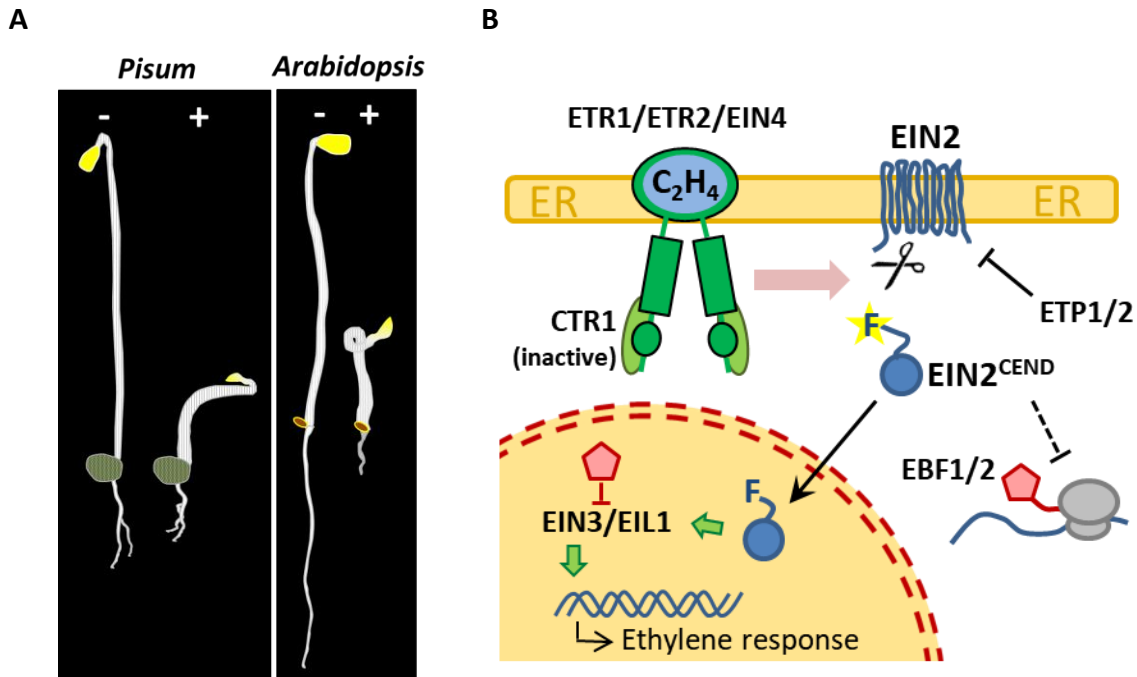 A
B
Pisum
Arabidopsis
- +
- +
ETR1/ETR2/EIN4
EIN2
C₂H₄
ER
ER
CTR1
(inactive)
F
ETP1/2
EIN2ᶜᴱᴺᴰ
EBF1/2
F
EIN3/EIL1
Ethylene response